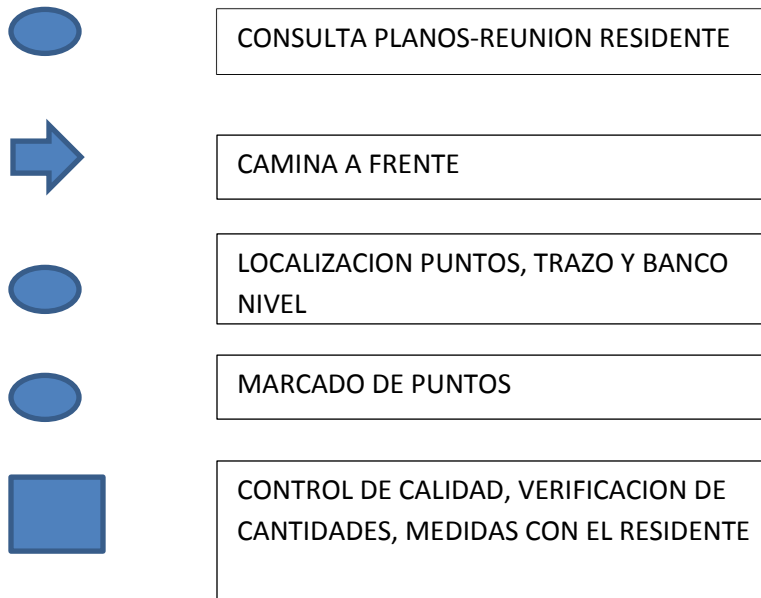 CONSULTA PLANOS-REUNION RESIDENTE
CAMINA A FRENTE
LOCALIZACION PUNTOS, TRAZO Y BANCO
NIVEL
MARCADO DE PUNTOS
CONTROL DE CALIDAD, VERIFICACION DE
CANTIDADES, MEDIDAS CON EL RESIDENTE